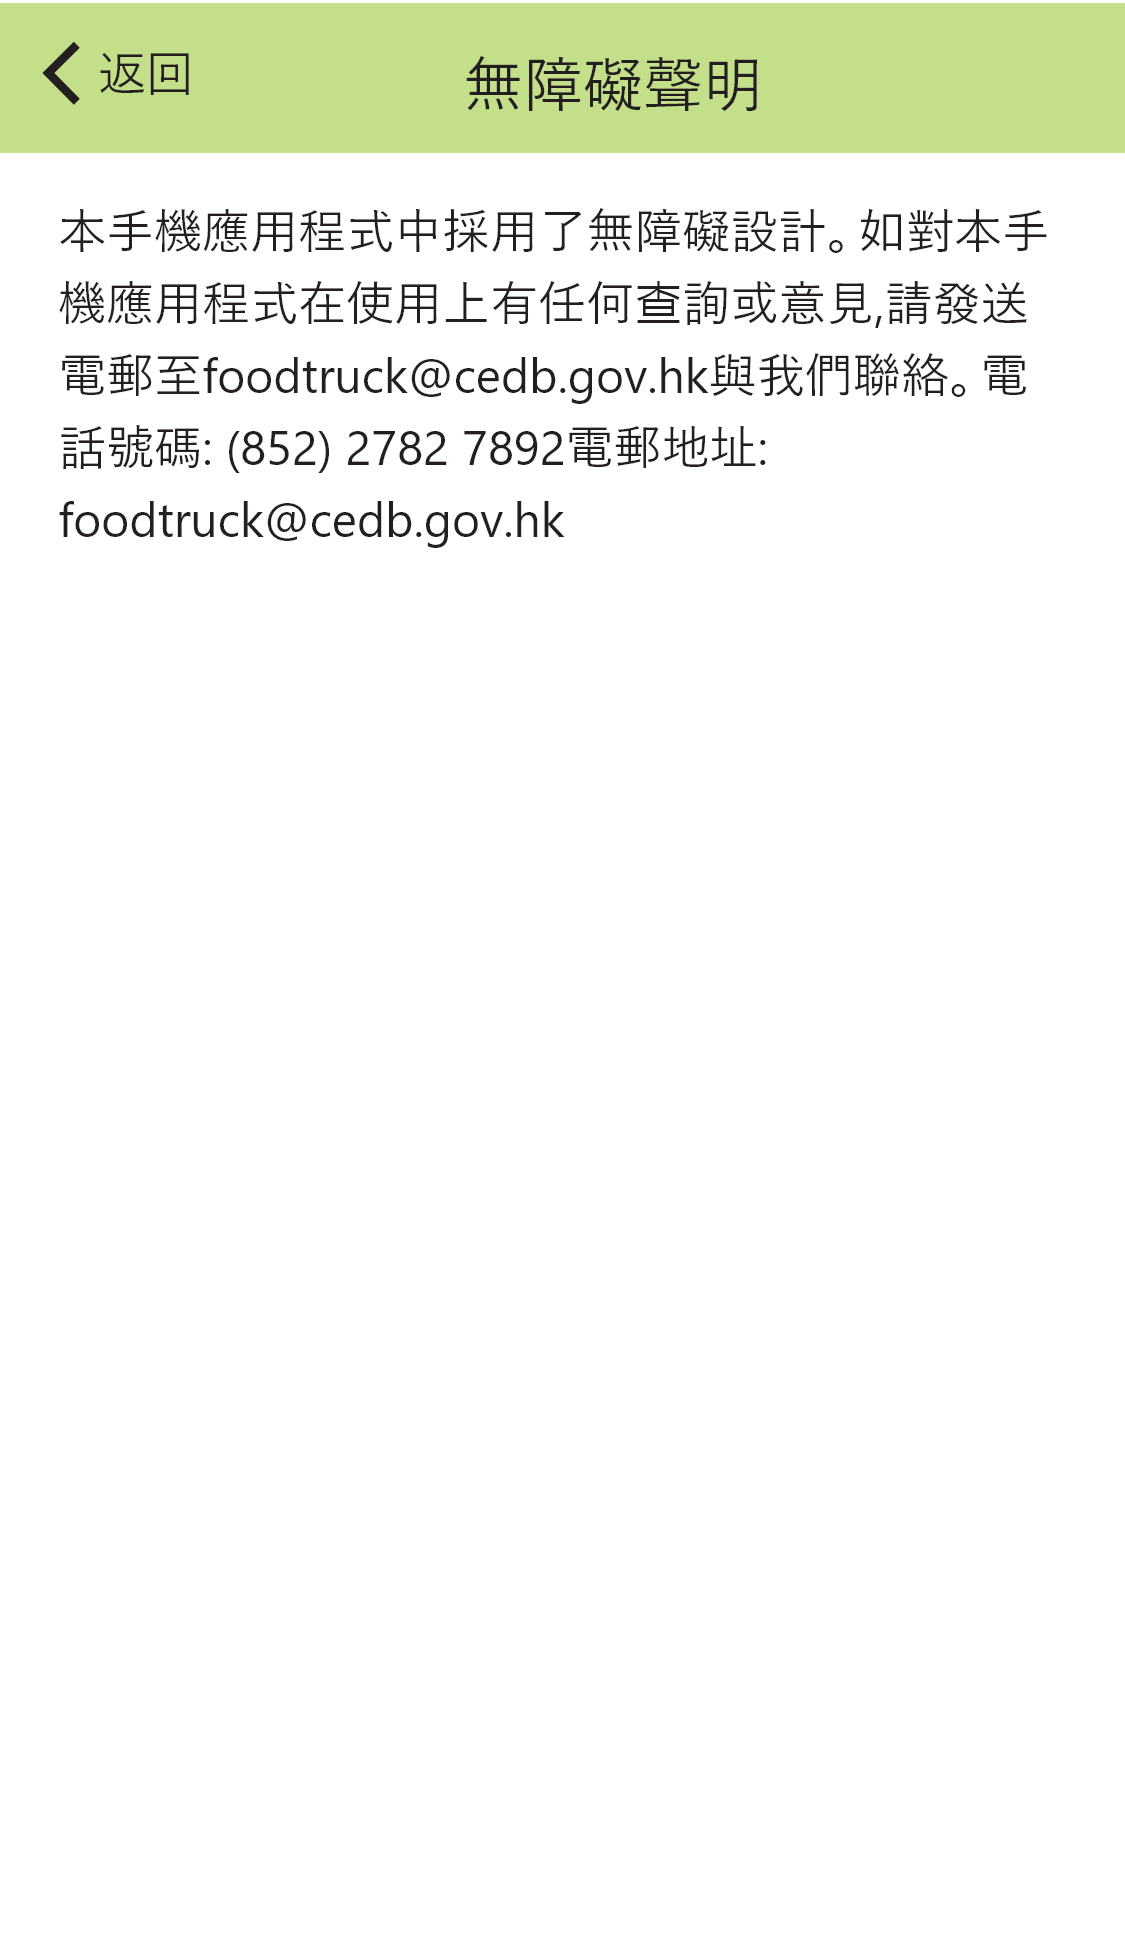 返回
無障礙聲明
本手機應用程式中採用了無障礙設計。如對本手
機應用程式在使用上有任何查詢或意見,請發送
電郵至foodtruck@cedb.gov.hk與我們聯絡。電
話號碼: (852) 2782 7892電郵地址:
foodtruck@cedb.gov.hk